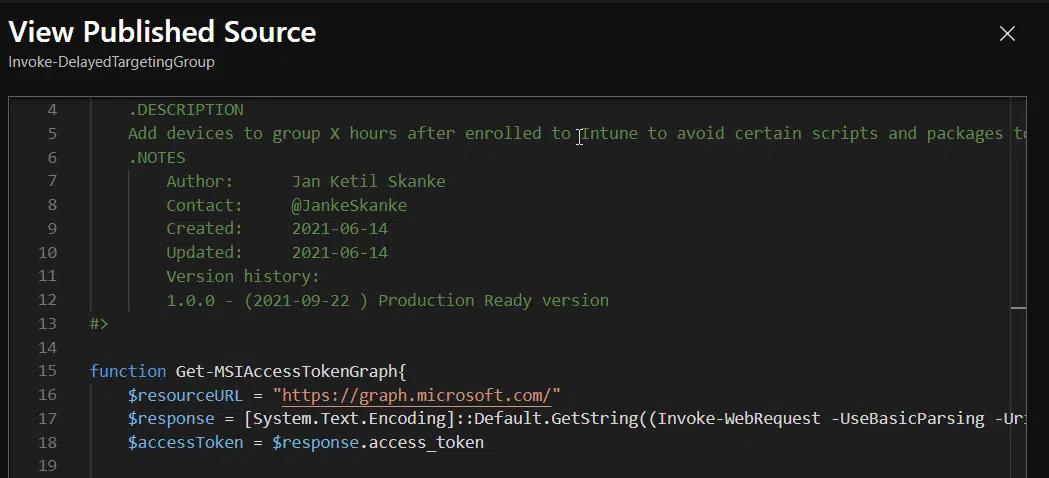 View Published Source
Invoke-DelayedTargetingGroup
4 .DESCRIPTION
5 Add devices to group X hours after enrolled to Intune to avoid certain scripts and packages
6 .NOTES
7 Author: Jan Ketil Skanke
8 Contact: @JankeSkanke
9 Created: 2021-06-14
10 Updated: 2021-06-14
11 Version history:
12 1.0.0 - (2021-09-22 ) Production Ready version
13 #>
14
15 function Get-MSIAccessTokenGraph{
16 $resourceURL = "https://graph.microsoft.com/"
17 $response = [System.Text.Encoding]::Default.GetString((Invoke-WebRequest -UseBasicParsing
18 $accessToken = $response.access_token
19